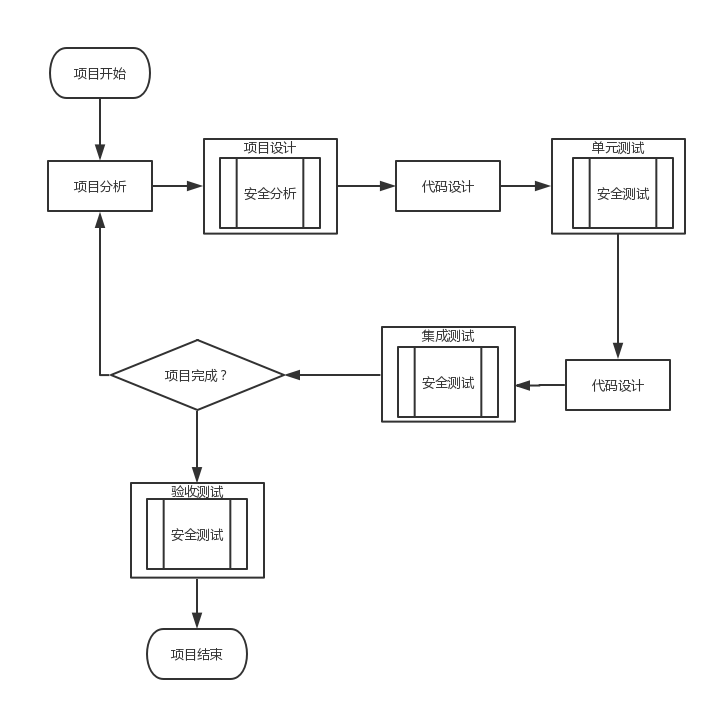 项目开始
项目分析
项目设计
安全分析
代码设计
单元测试
安全测试
代码设计
集成测试
安全测试
项目完成？
验收测试
安全测试
项目结束